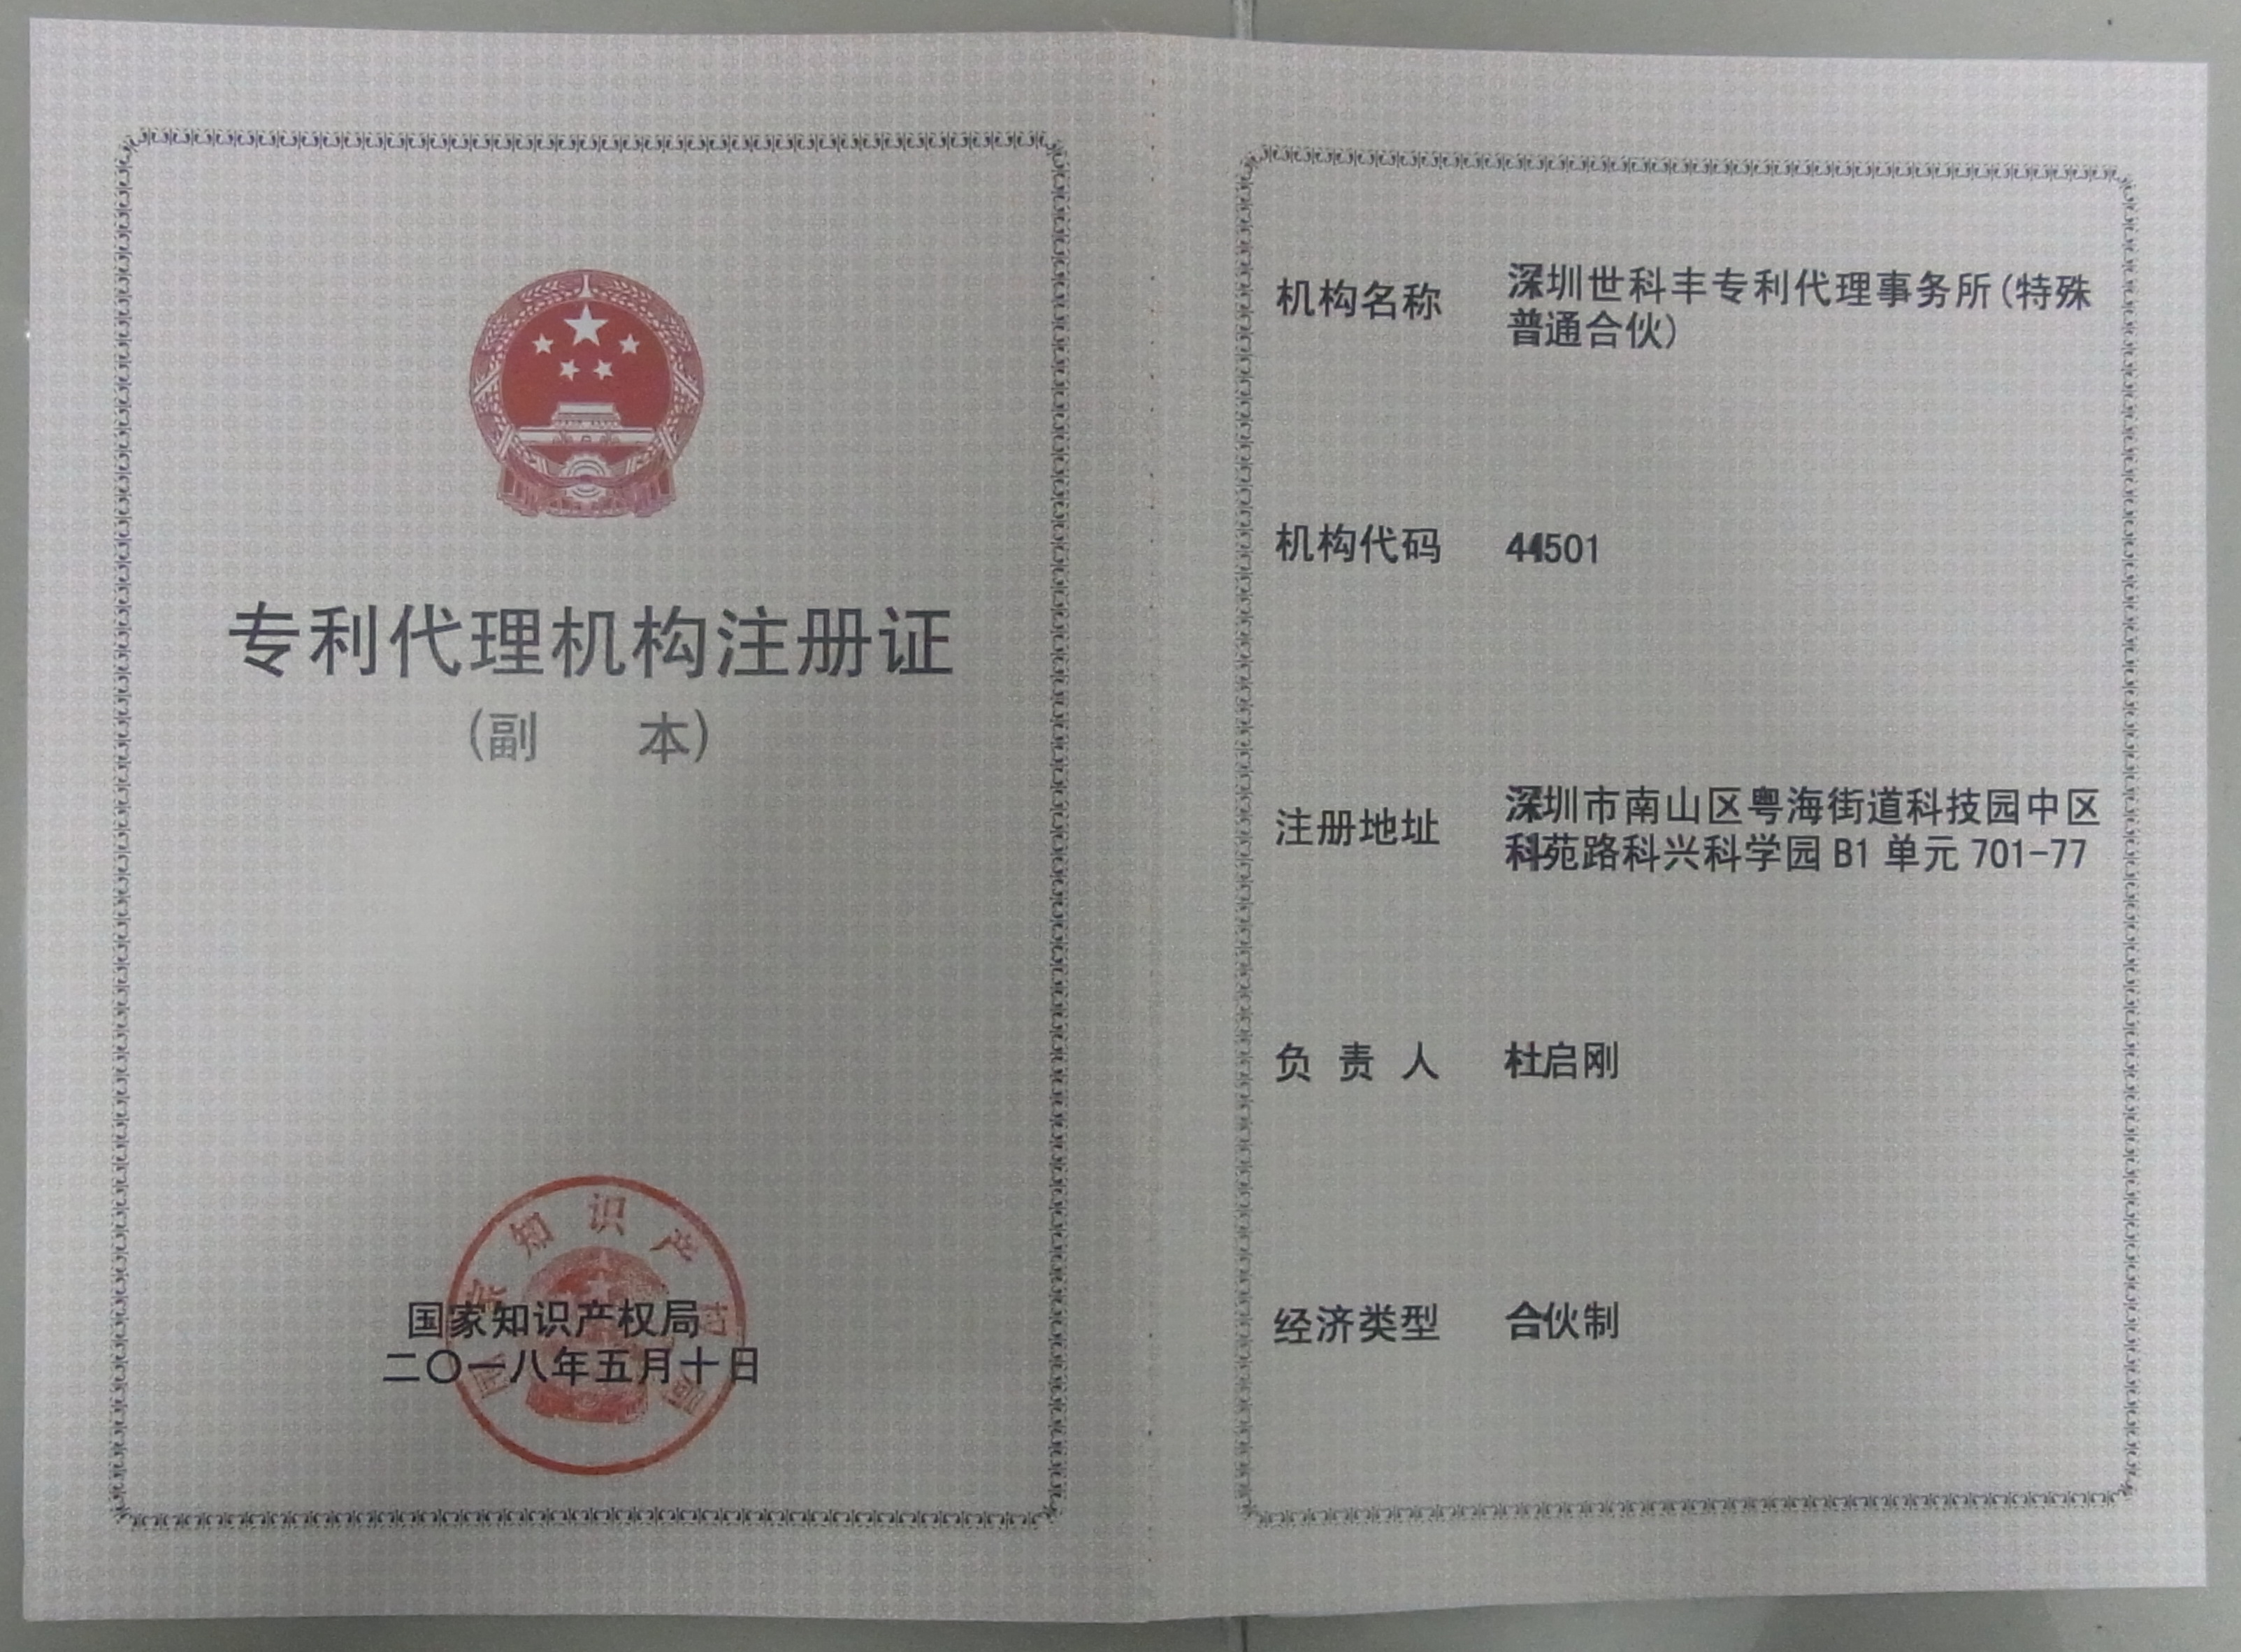 专利代理机构注册证
(副 本)
国家知识产权局
二〇一八年五月十日
机构名称 深圳世科丰专利代理事务所(特殊
普通合伙)
机构代码 44501
注册地址 深圳市南山区粤海街道科技园中区
科苑路科兴科学园 B1 单元 701-77
负 责 人 杜启刚
经济类型 合伙制